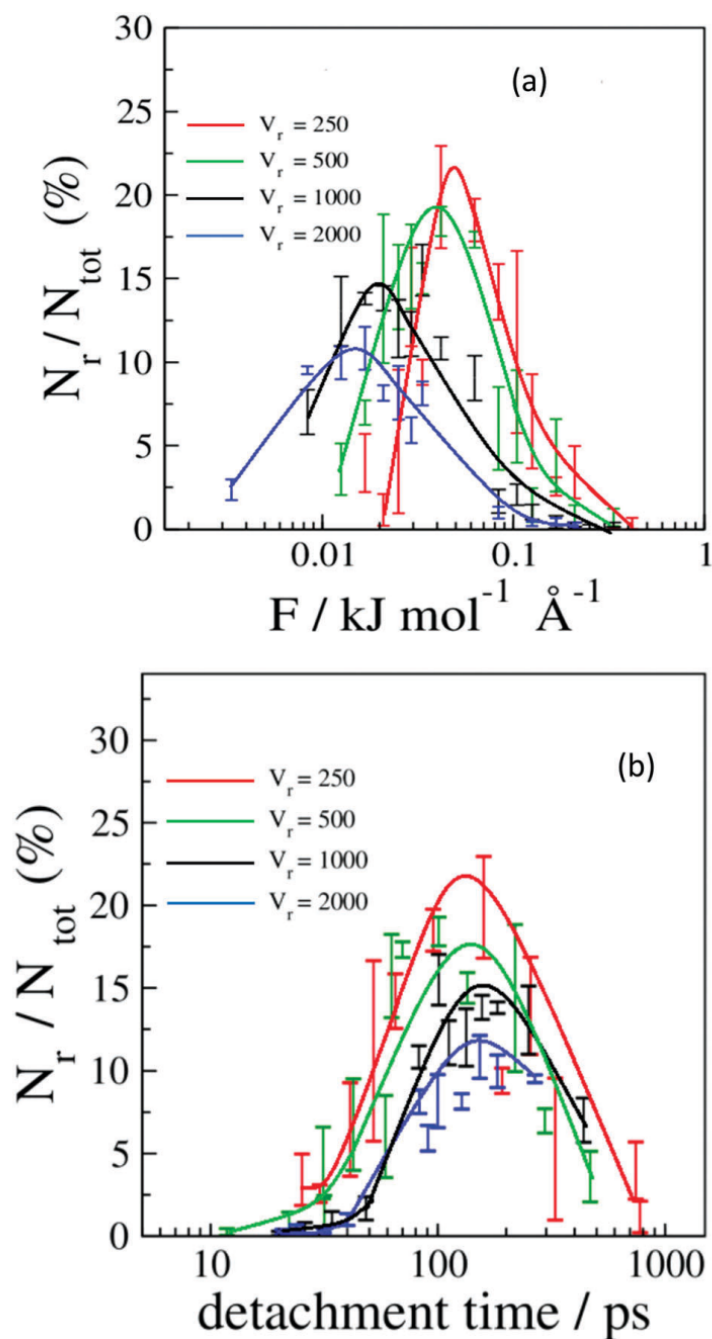 30
(a)
25
V_r = 250
V_r = 500
20
V_r = 1000
V_r = 2000
15
10
5
0
N_r / N_tot (%)
0.01 0.1 1
F / kJ mol^-1 Å^-1
30
(b)
V_r = 250
25
V_r = 500
V_r = 1000
20
V_r = 2000
15
10
5
0
N_r / N_tot (%)
10 100 1000
detachment time / ps